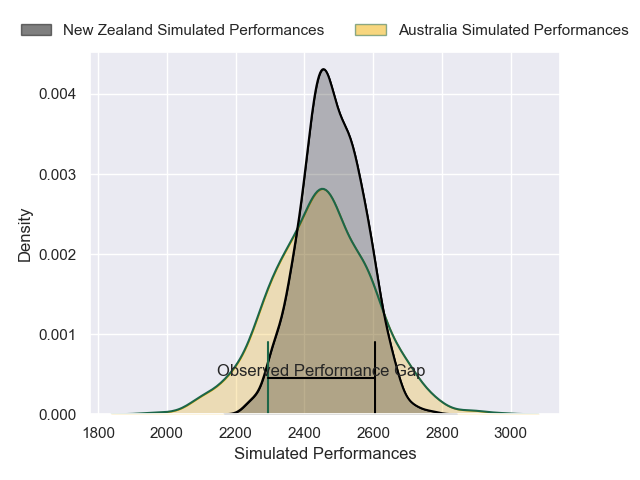 New Zealand Simulated Performances
Australia Simulated Performances
0.004
0.003
0.002
0.001
0.000
Density
Observed Performance Gap
1800 2000 2200 2400 2600 2800 3000
Simulated Performances